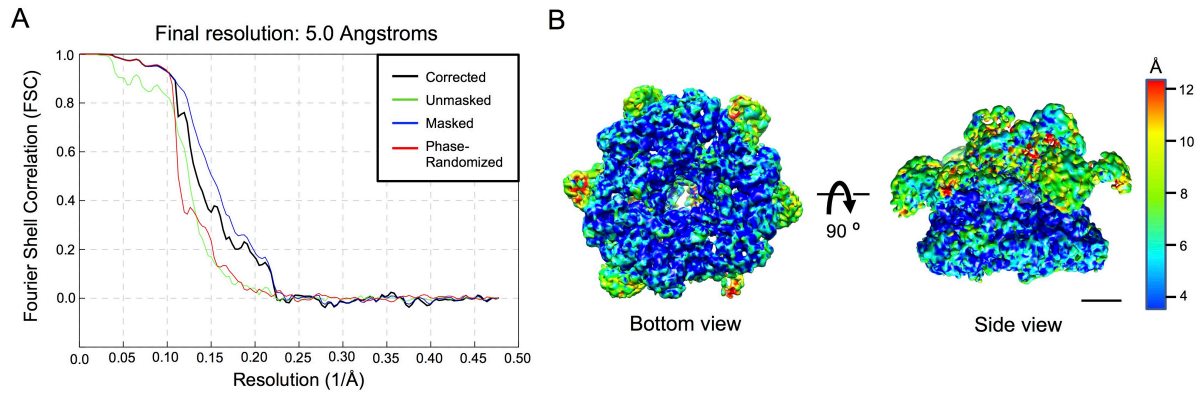 A
Final resolution: 5.0 Angstroms
Fourier Shell Correlation (FSC)
1.0
0.8
0.6
0.4
0.2
0.0
Corrected
Unmasked
Masked
Phase-
Randomized
0.0 0.05 0.10 0.15 0.20 0.25 0.30 0.35 0.40 0.45 0.50
Resolution (1/Å)
B
Bottom view
90 º
Side view
Å
12
10
8
6
4